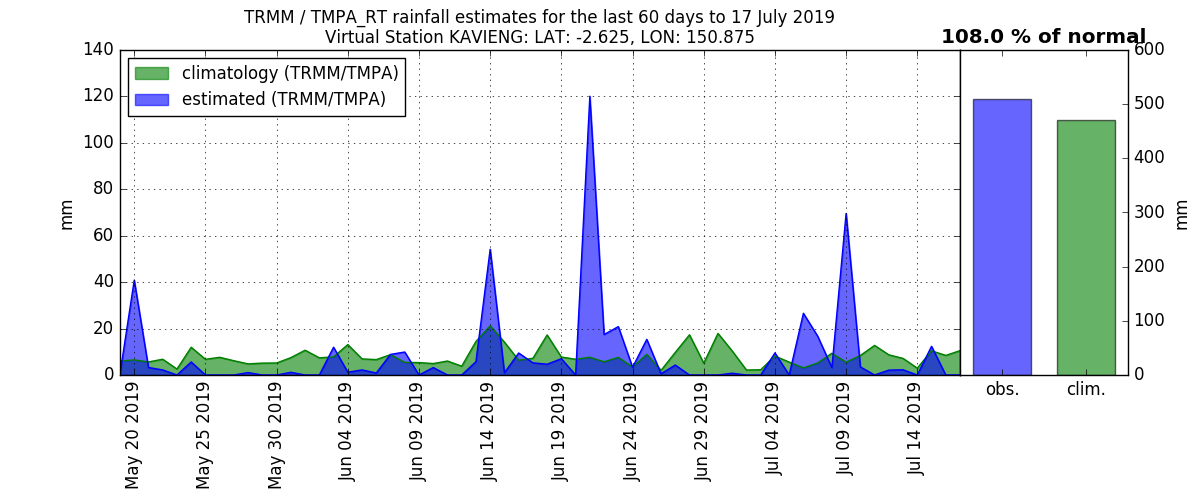 TRMM / TMPA_RT rainfall estimates for the last 60 days to 17 July 2019
Virtual Station KAVIENG: LAT: -2.625, LON: 150.875
108.0 % of normal
climatology (TRMM/TMPA)
estimated (TRMM/TMPA)
mm
140
120
100
80
60
40
20
0
600
500
400
300
200
100
0
mm
May 20 2019
May 25 2019
May 30 2019
Jun 04 2019
Jun 09 2019
Jun 14 2019
Jun 19 2019
Jun 24 2019
Jun 29 2019
Jul 04 2019
Jul 09 2019
Jul 14 2019
obs.
clim.